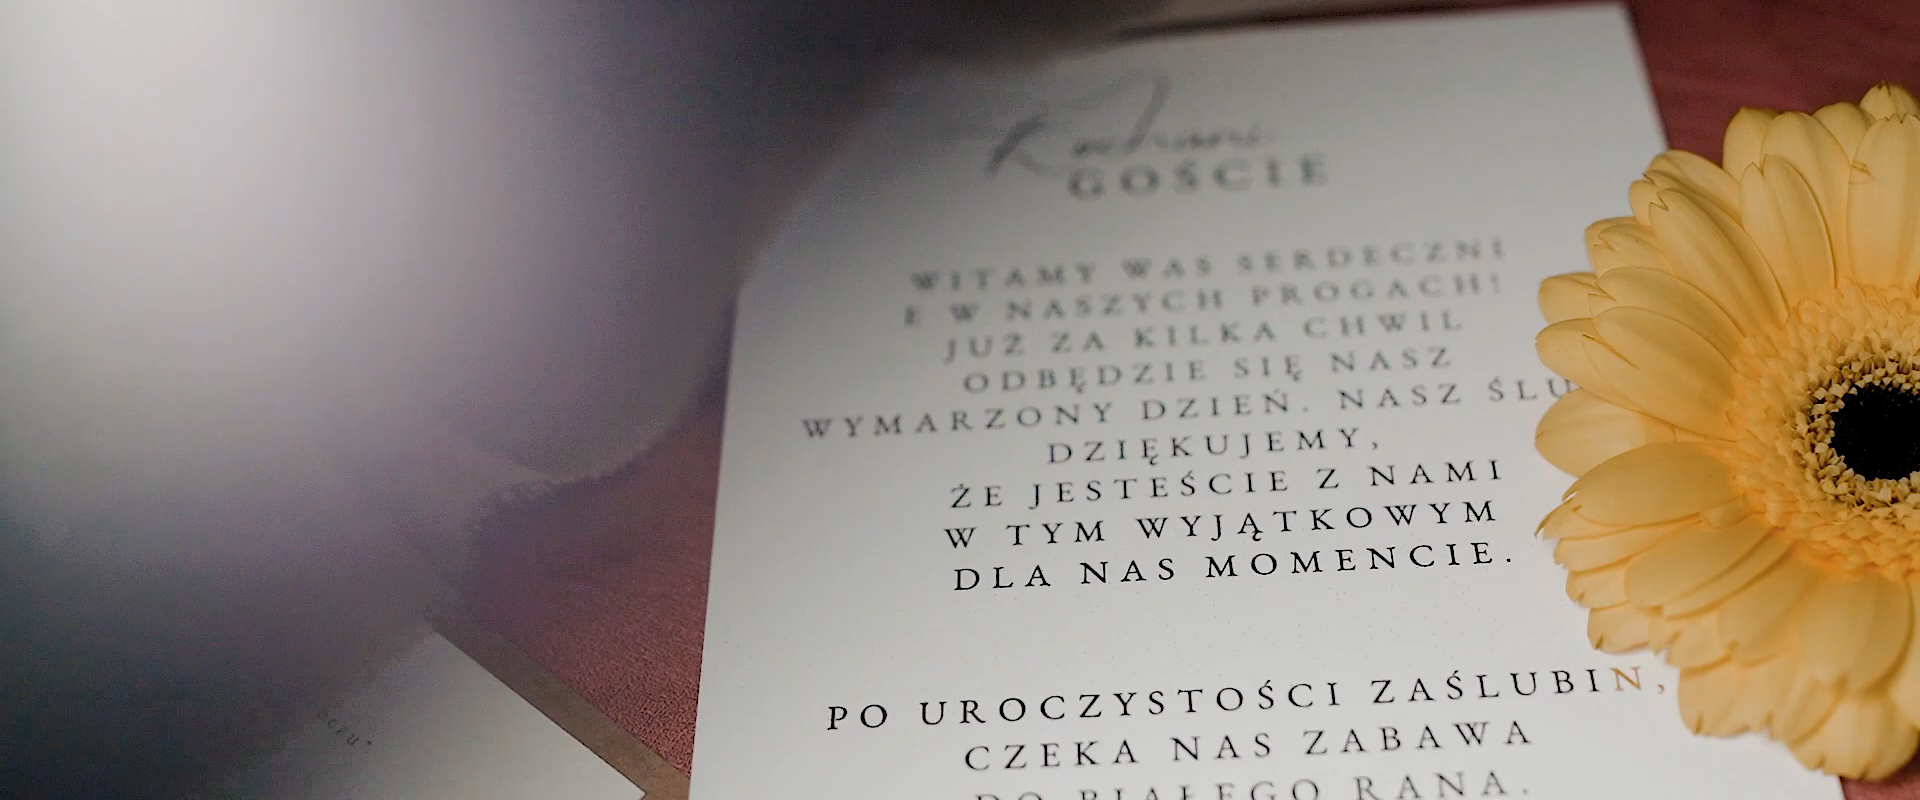 Kochani
GOŚCIE
WITAMY WAS SERDECZNI
E W NASZYCH PROGACH!
JUŻ ZA KILKA CHWIL
ODBĘDZIE SIĘ NASZ
WYMARZONY DZIEŃ. NASZ ŚLU
DZIĘKUJEMY,
ŻE JESTEŚCIE Z NAMI
W TYM WYJĄTKOWYM
DLA NAS MOMENCIE.
PO UROCZYSTOŚCI ZAŚLUBIN,
CZEKA NAS ZABAWA
DO BIAŁEGO RANA.